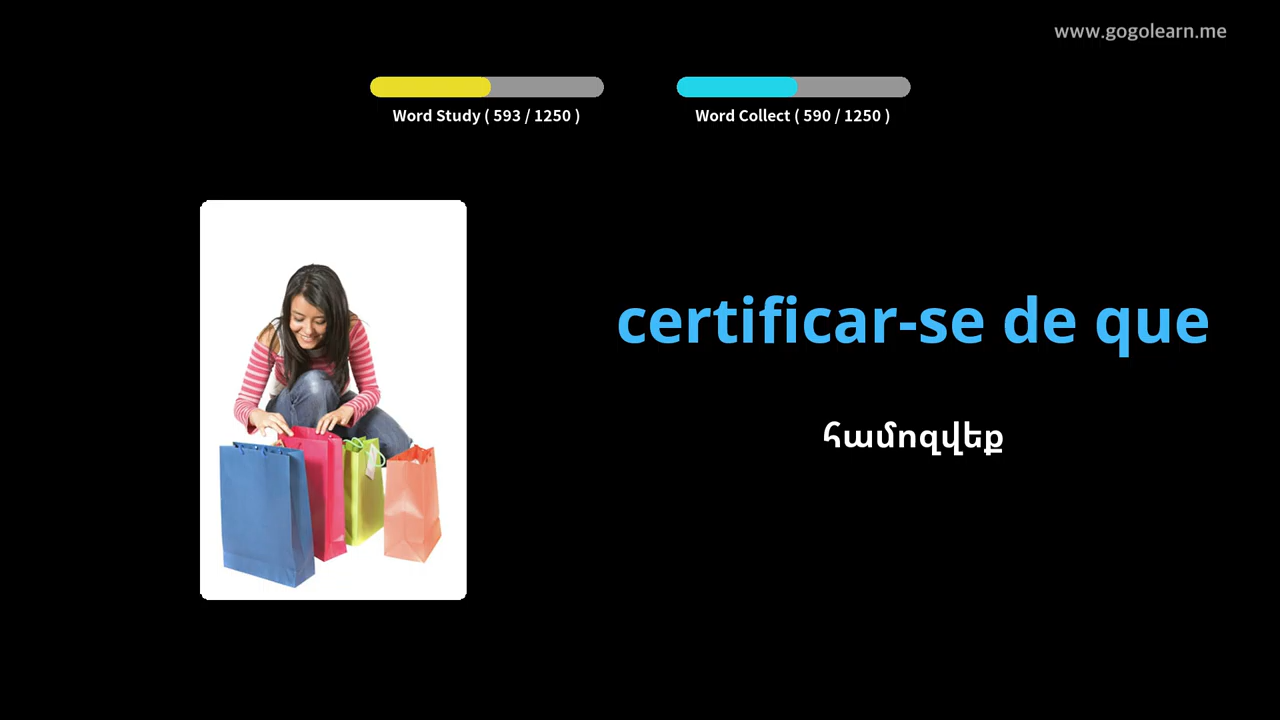 www.gogolearn.me
Word Study ( 593 / 1250 )
Word Collect ( 590 / 1250 )
certificar-se de que
համոզվեք